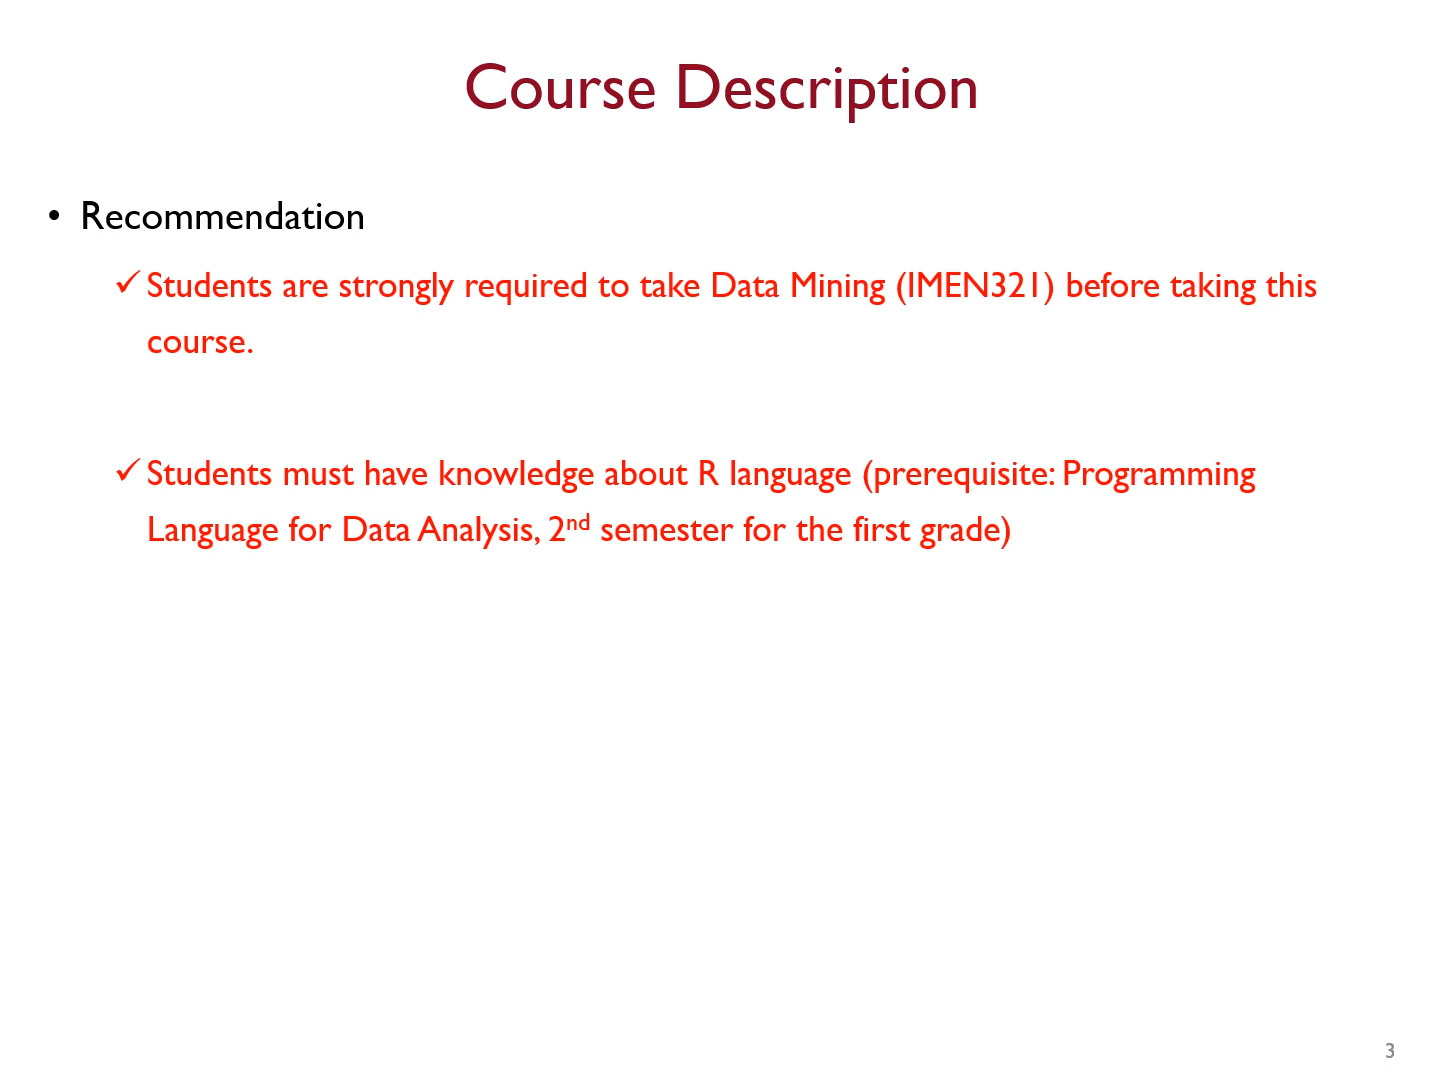 Course Description
• Recommendation
✓ Students are strongly required to take Data Mining (IMEN321) before taking this
course.
✓ Students must have knowledge about R language (prerequisite: Programming
Language for Data Analysis, 2nd semester for the first grade)
3